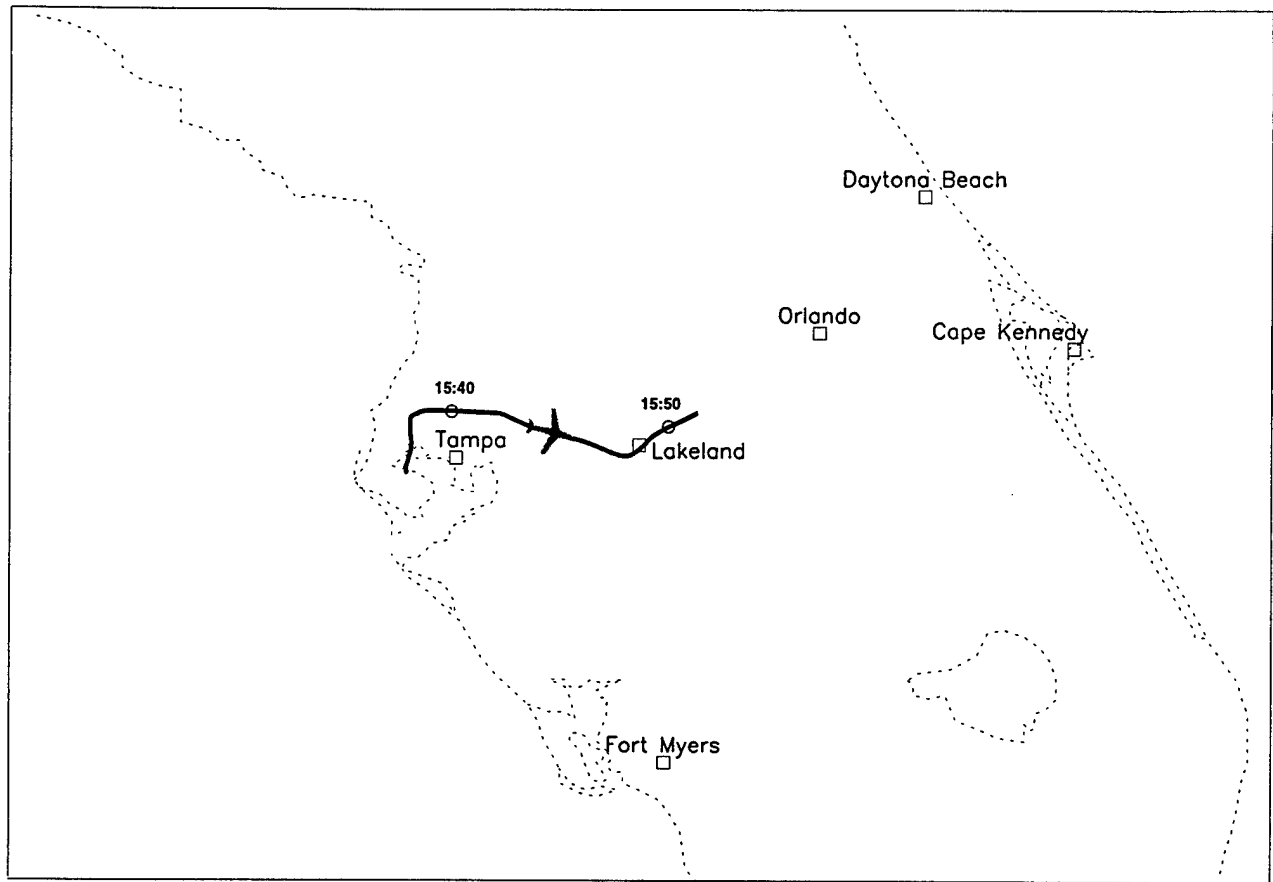 Daytona Beach
Orlando
Cape Kennedy
15:40
15:50
Tampa
Lakeland
Fort Myers